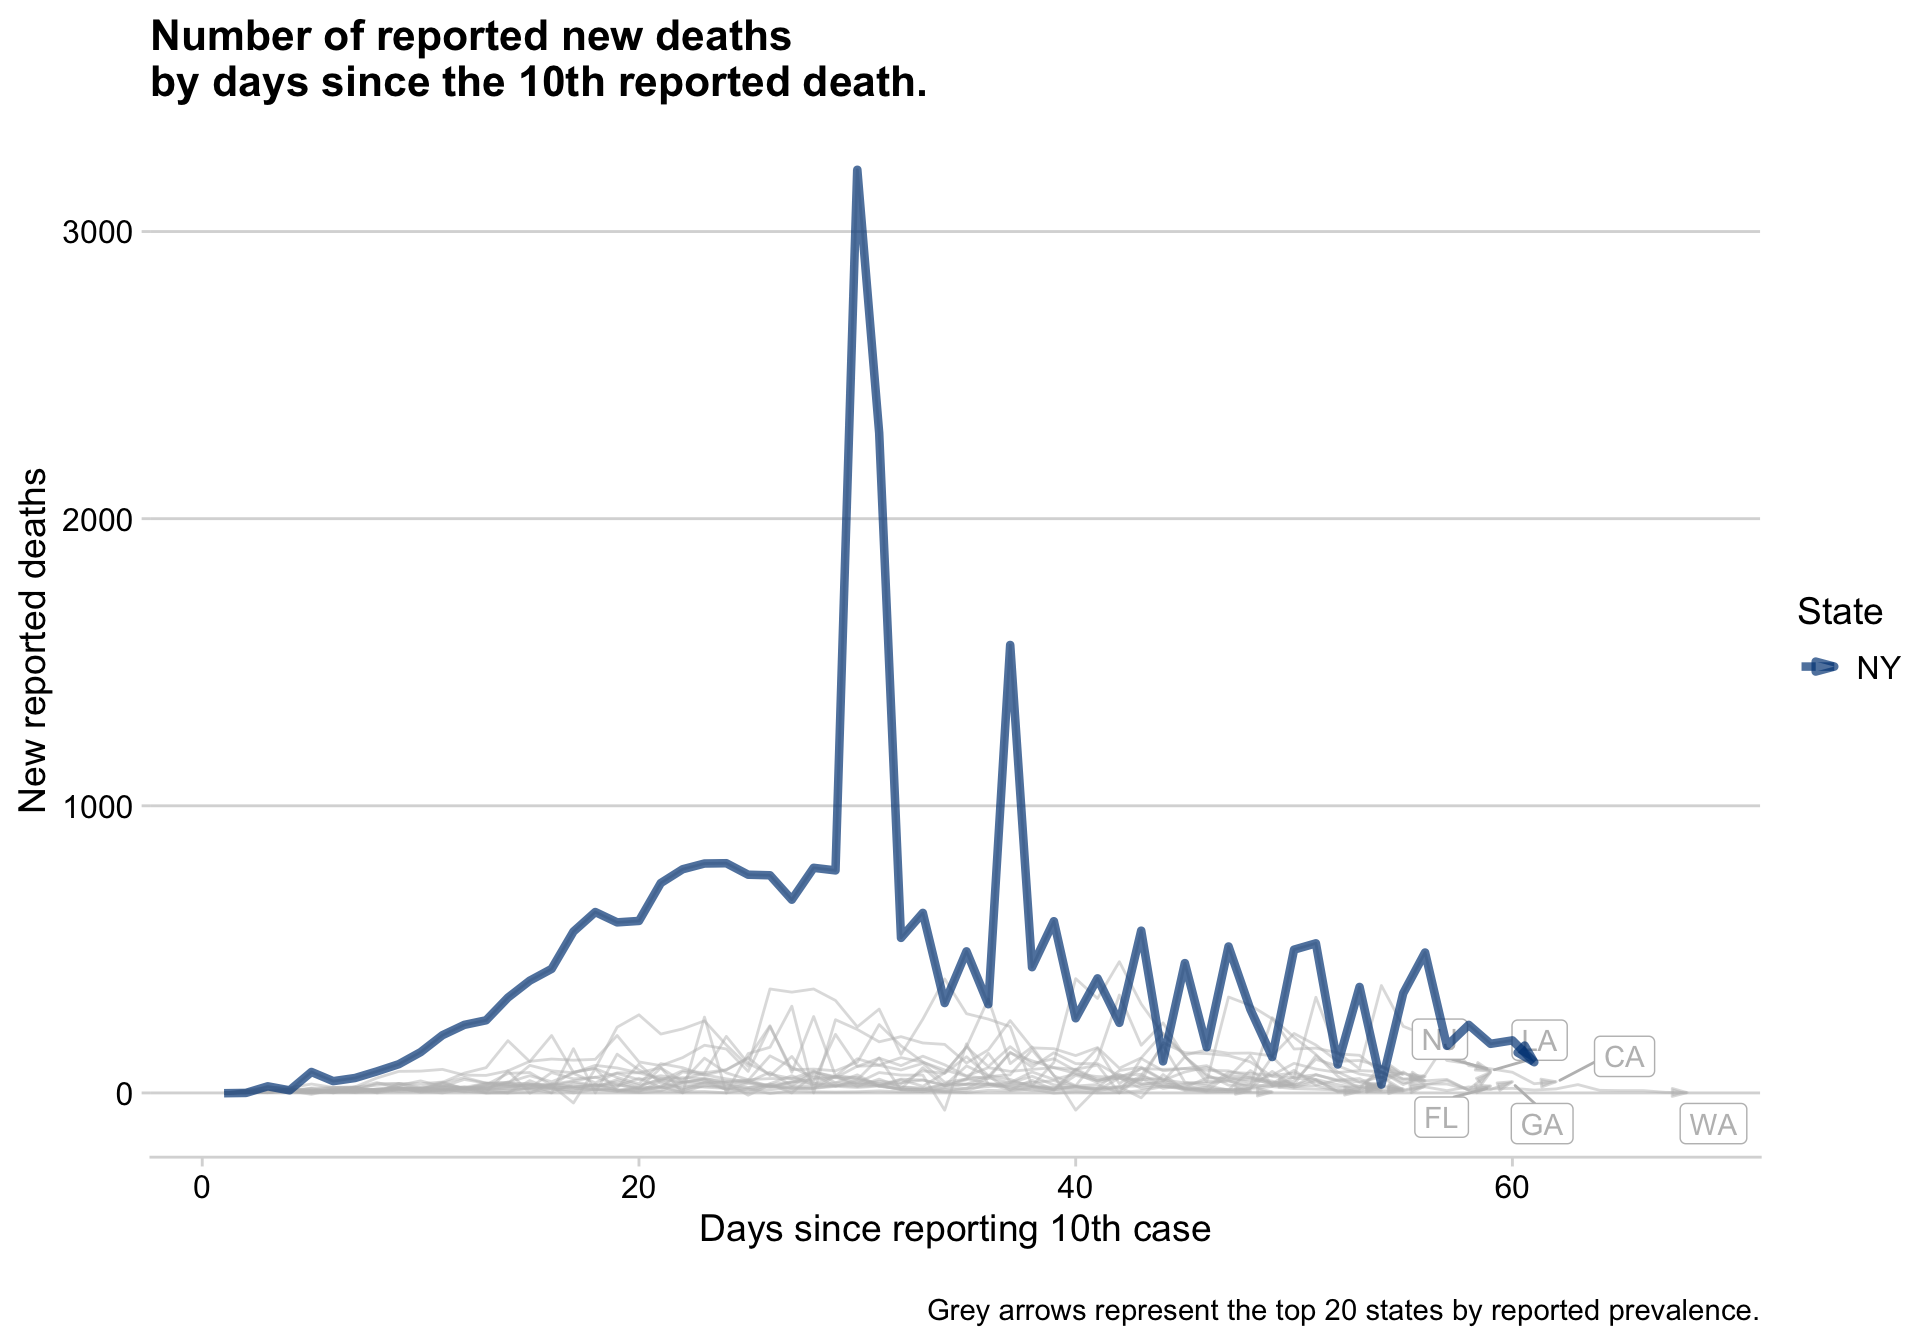 Number of reported new deaths
by days since the 10th reported death.
New reported deaths
3000
2000
1000
0
0
20
40
60
Days since reporting 10th case
LA
CA
FL
GA
WA
State
NY
Grey arrows represent the top 20 states by reported prevalence.